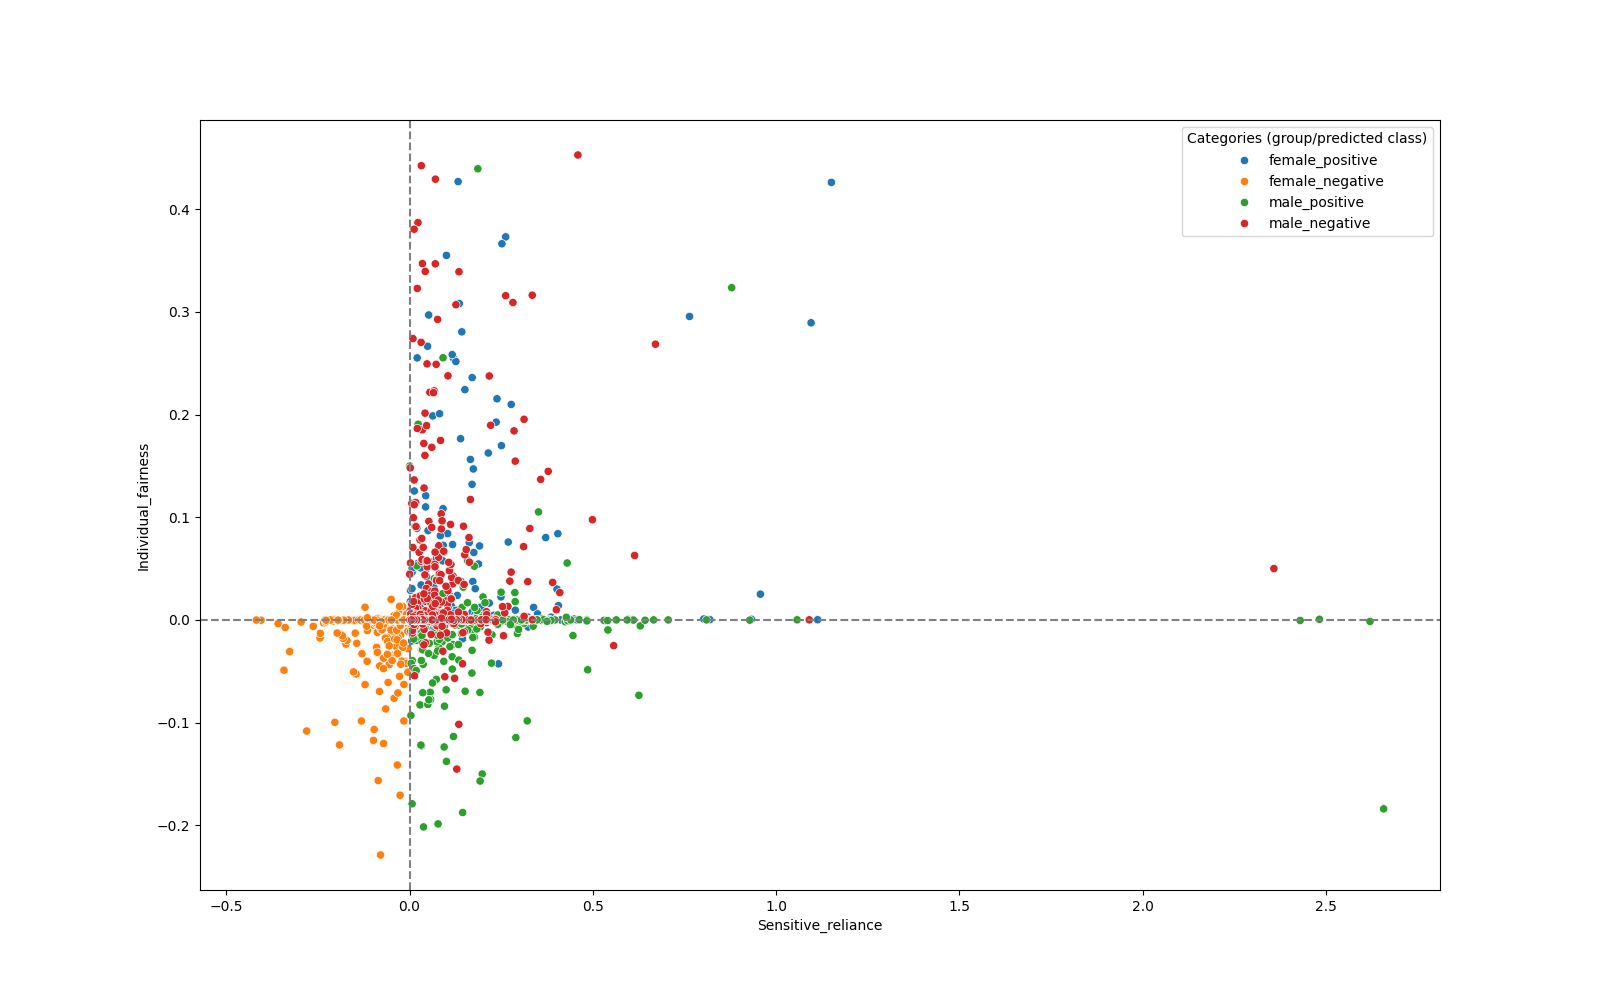 Categories (group/predicted class)
female_positive
female_negative
male_positive
male_negative
Individual_fairness
0.4
0.3
0.2
0.1
0.0
−0.1
−0.2
−0.5
0.0
0.5
1.0
1.5
2.0
2.5
Sensitive_reliance